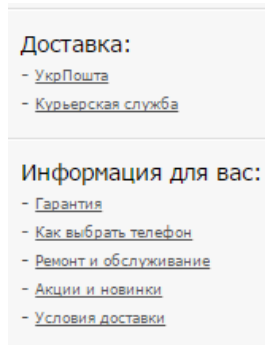 Доставка:
- УкрПошта
- Курьерская служба
Информация для вас:
- Гарантия
- Как выбрать телефон
- Ремонт и обслуживание
- Акции и новинки
- Условия доставки